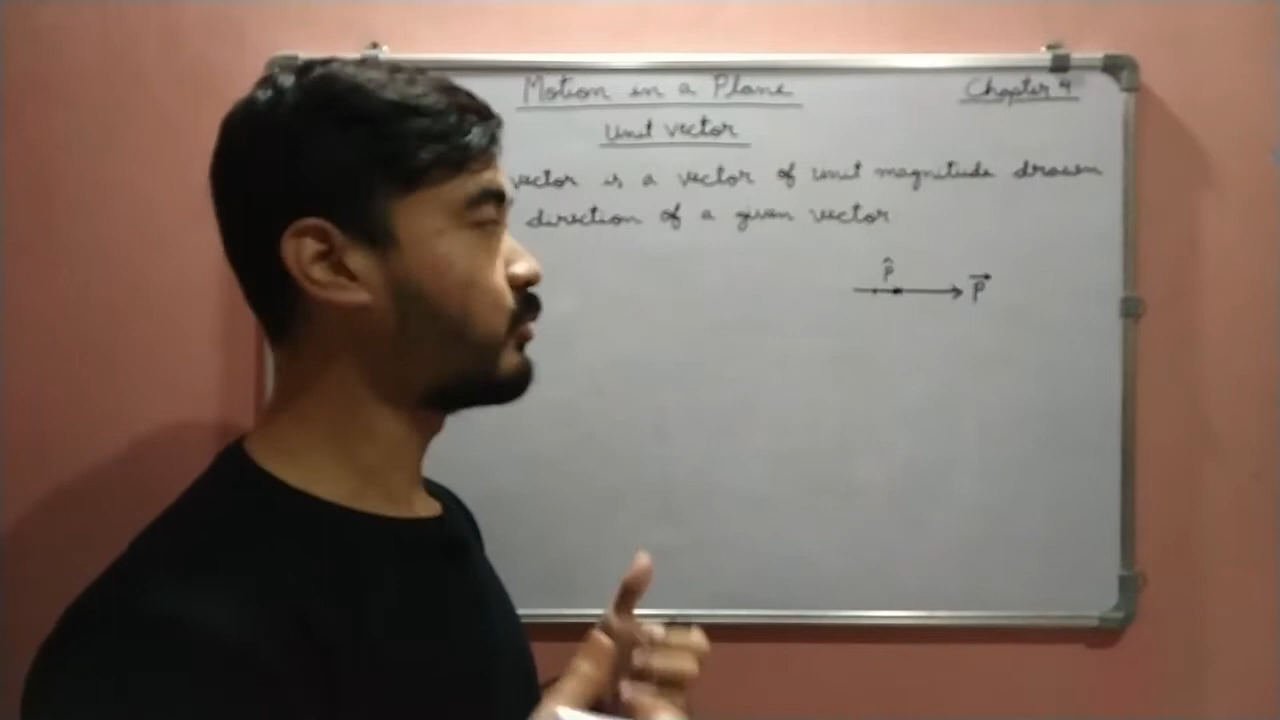 Motion in a Plane
Chapter 4
Unit vector
vector is a vector of unit magnitude drawn
direction of a given vector
p̂
p⃗